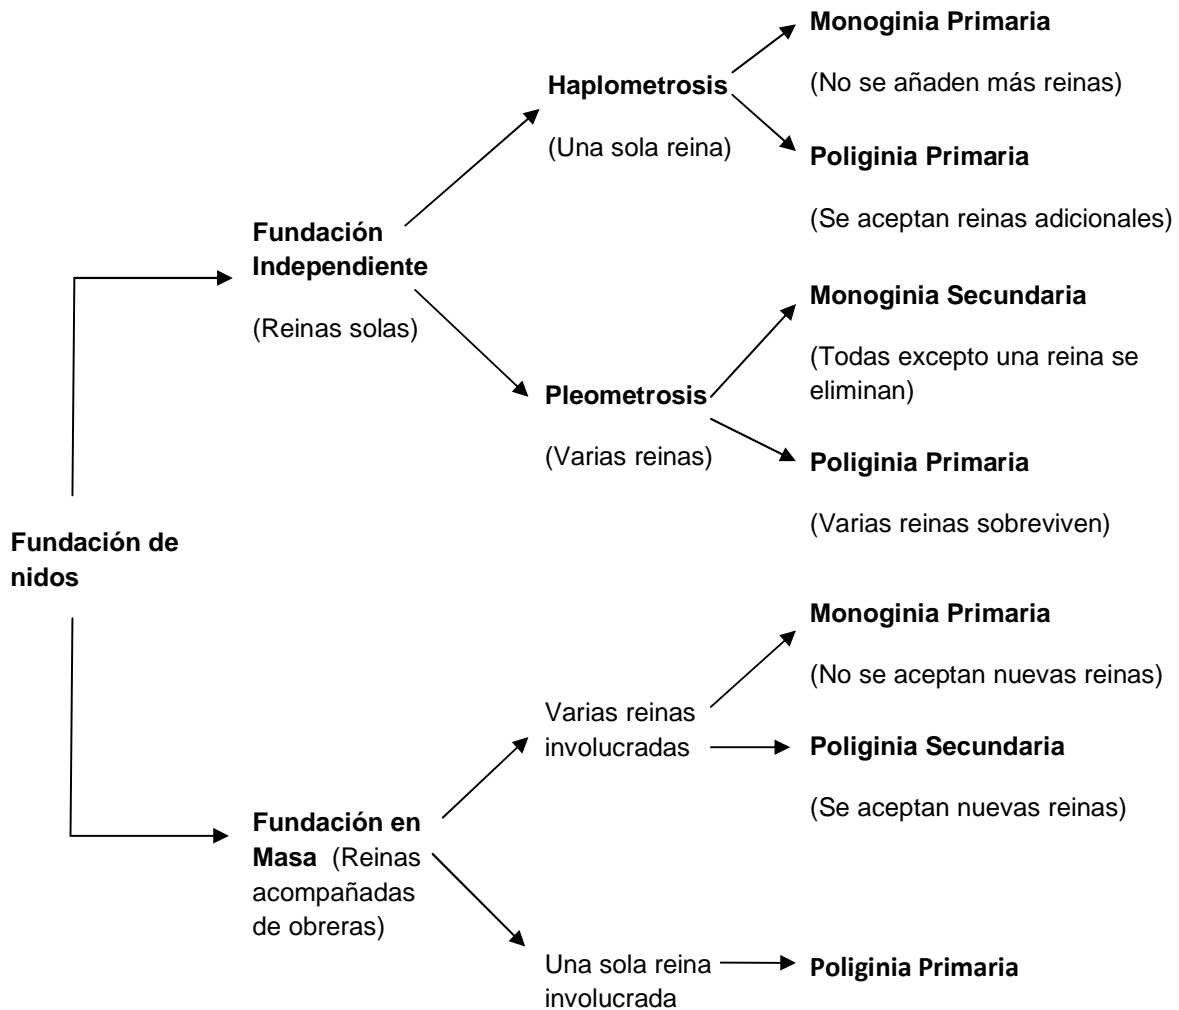 Monoginia Primaria
(No se añaden más reinas)
Haplometrosis
(Una sola reina)
Poliginia Primaria
(Se aceptan reinas adicionales)
Fundación
Independiente
(Reinas solas)
Monoginia Secundaria
(Todas excepto una reina se
eliminan)
Pleometrosis
(Varias reinas)
Poliginia Primaria
(Varias reinas sobreviven)
Fundación de
nidos
Monoginia Primaria
(No se aceptan nuevas reinas)
Varias reinas
involucradas
Poliginia Secundaria
(Se aceptan nuevas reinas)
Fundación en
Masa (Reinas
acompañadas
de obreras)
Una sola reina
involucrada
Poliginia Primaria